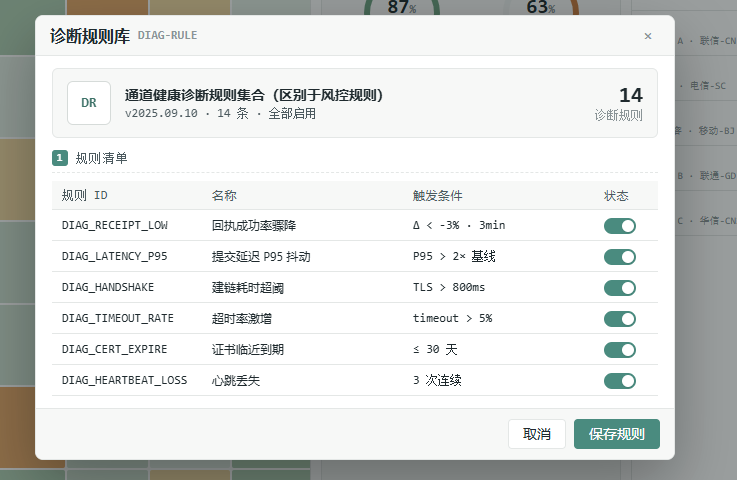 87%
63%
诊断规则库 DIAG-RULE
×
DR
通道健康诊断规则集合（区别于风控规则）
v2025.09.10 · 14 条 · 全部启用
14
诊断规则
1 规则清单
规则 ID 名称 触发条件 状态
DIAG_RECEIPT_LOW 回执成功率骤降 Δ < -3% · 3min
DIAG_LATENCY_P95 提交延迟 P95 抖动 P95 > 2× 基线
DIAG_HANDSHAKE 建链耗时超阈 TLS > 800ms
DIAG_TIMEOUT_RATE 超时率激增 timeout > 5%
DIAG_CERT_EXPIRE 证书临近到期 ≤ 30 天
DIAG_HEARTBEAT_LOSS 心跳丢失 3 次连续
取消 保存规则
A · 联信-CN
· 电信-SC
· 移动-BJ
B · 联通-GD
C · 华信-CN